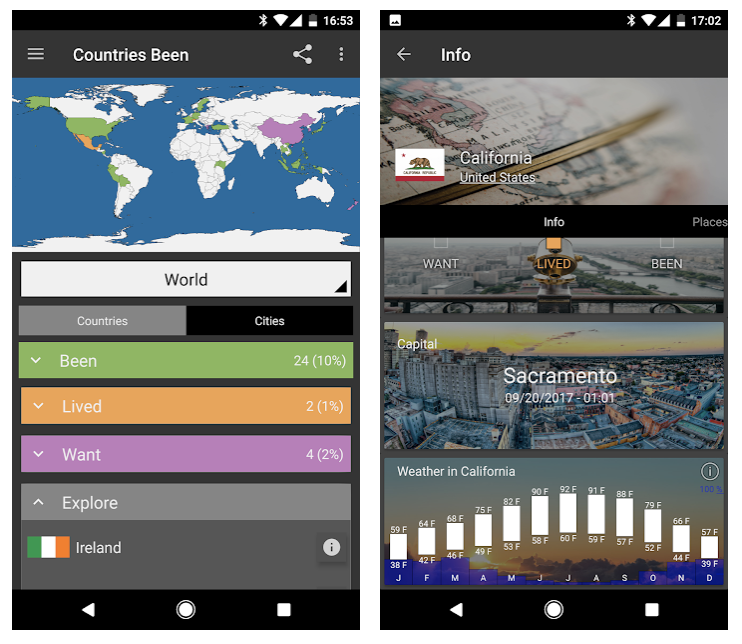 16:53
Countries Been
World
Countries
Cities
Been
24 (10%)
Lived
2 (1%)
Want
4 (2%)
Explore
Ireland
17:02
Info
MALAYSIA
California
United States
CALIFORNIA REPUBLIC
Info
Places
WANT
LIVED
BEEN
Capital
Sacramento
09/20/2017 - 01:01
Weather in California
100 %
59 F 64 F 68 F 75 F 82 F 90 F 92 F 91 F 88 F 79 F 66 F 57 F
38 F 42 F 46 F 49 F 53 F 58 F 60 F 59 F 57 F 52 F 44 F 39 F
J F M A M J J A S O N D